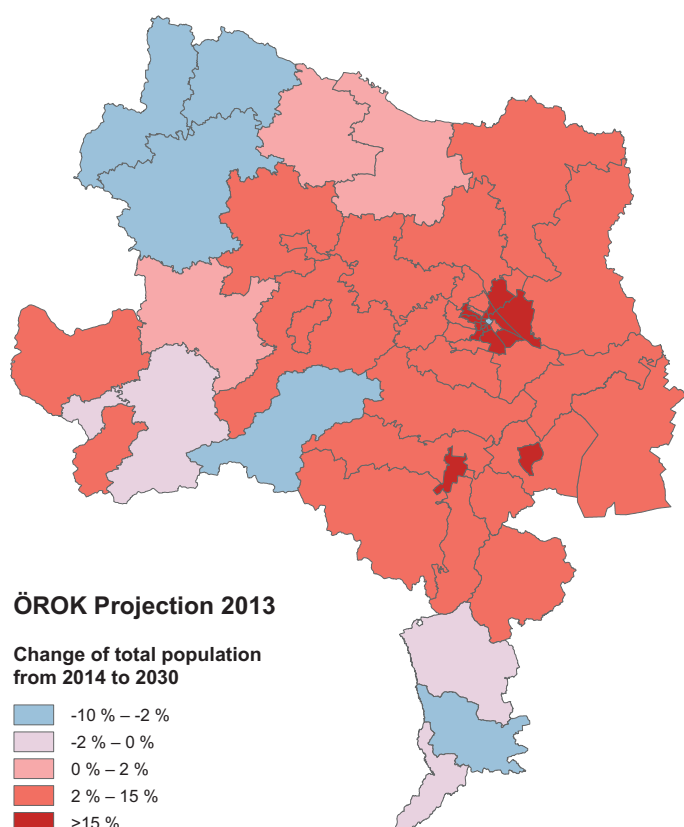 ÖROK Projection 2013
Change of total population
from 2014 to 2030
-10 % – -2 %
-2 % – 0 %
0 % – 2 %
2 % – 15 %
>15 %